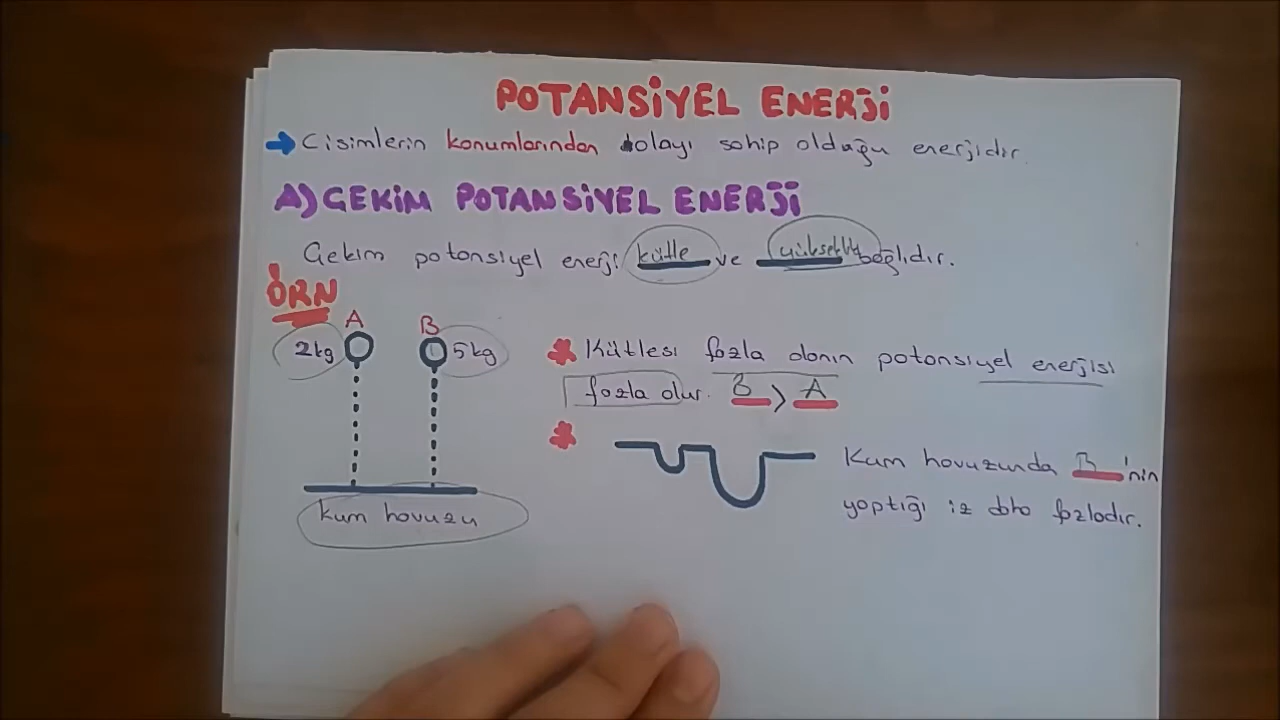 POTANSİYEL ENERJİ
Cisimlerin konumlarından dolayı sahip olduğu enerjidir.
A) ÇEKİM POTANSİYEL ENERJİ
Çekim potansiyel enerji kütle ve yüksekliğe bağlıdır.
ÖRN
A
B
2kg
5kg
kum havuzu
Kütlesi fazla olanın potansiyel enerjisi
fazla olur. B > A
Kum havuzunda B'nin
yaptığı iz daha fazladır.